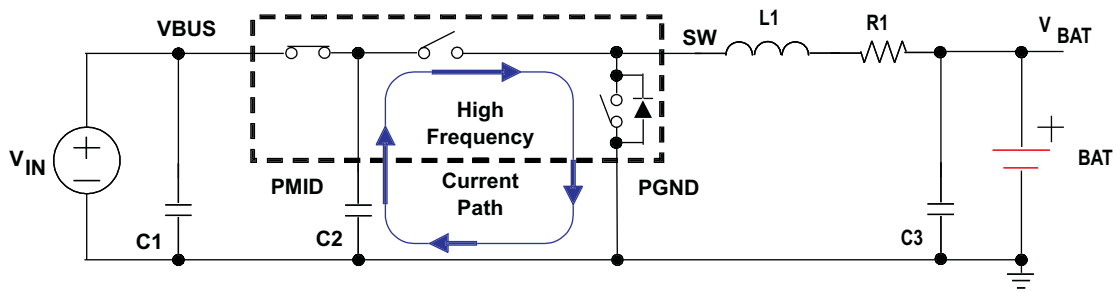 VBUS
SW
L1
R1
V BAT
High
Frequency
V IN
+
−
+
BAT
PMID
Current
PGND
Path
C1
C2
C3